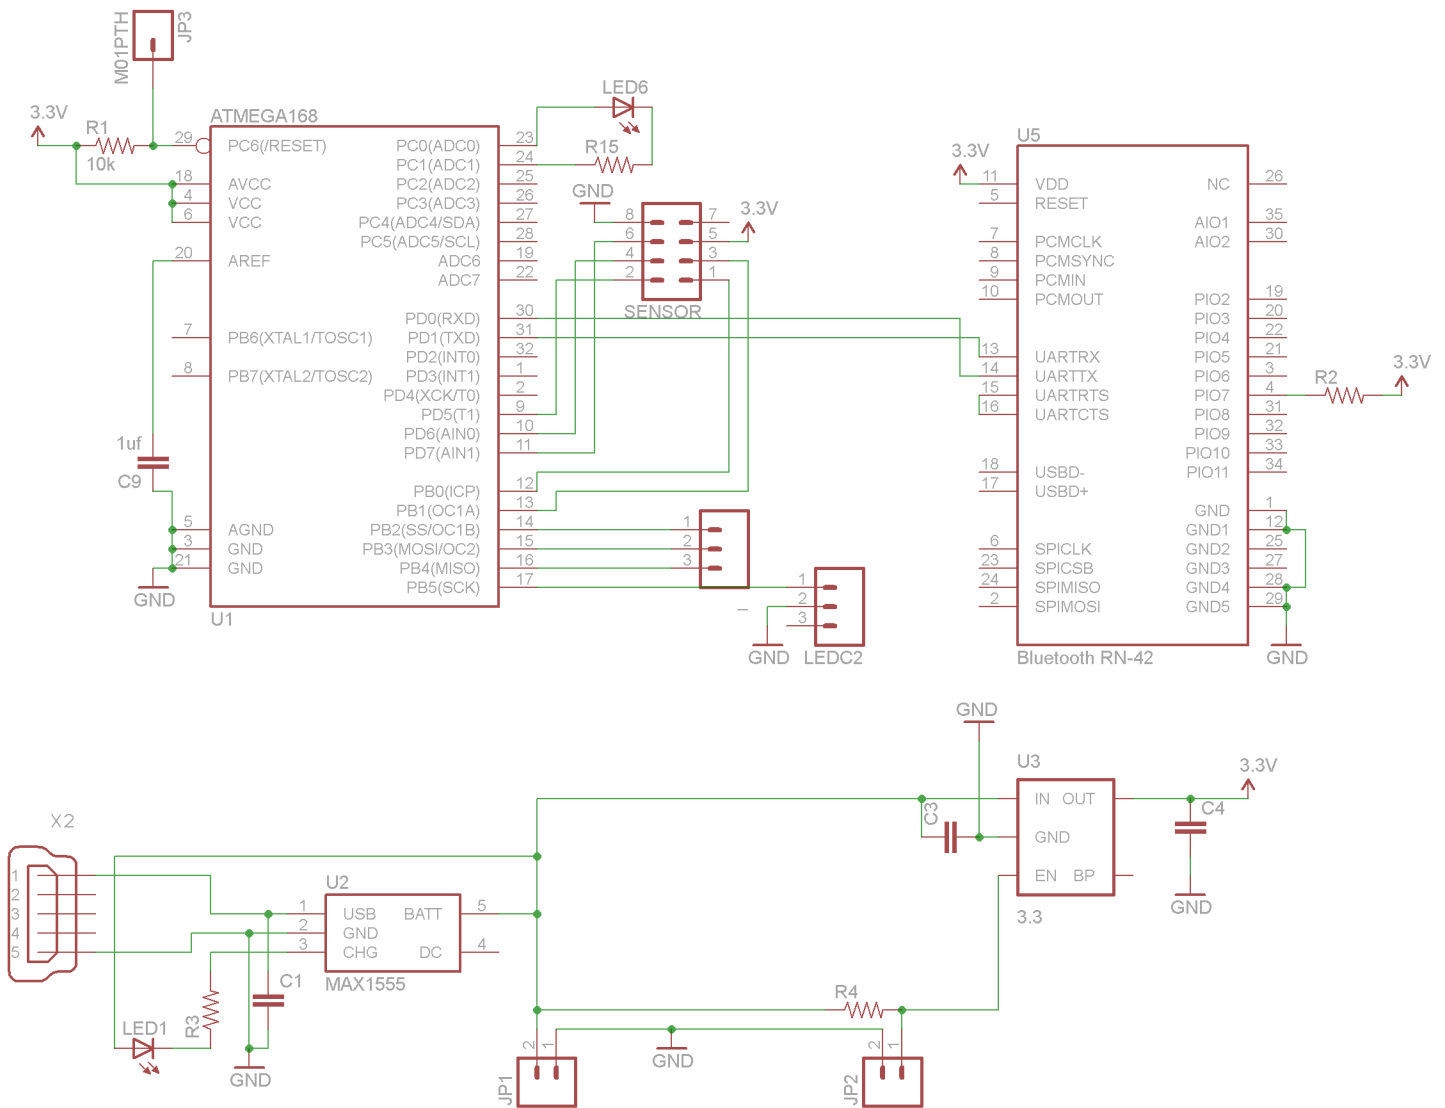 M01PTH
JP3
3.3V
R1
10k
ATMEGA168
29 PC6(/RESET)
18 AVCC
4 VCC
6 VCC
20 AREF
7 PB6(XTAL1/TOSC1)
8 PB7(XTAL2/TOSC2)
1uf
C9
5 AGND
3 GND
21 GND
GND
U1
PC0(ADC0) 23
PC1(ADC1) 24
PC2(ADC2) 25
PC3(ADC3) 26
PC4(ADC4/SDA) 27
PC5(ADC5/SCL) 28
ADC6 19
ADC7 22
PD0(RXD) 30
PD1(TXD) 31
PD2(INT0) 32
PD3(INT1) 1
PD4(XCK/T0) 2
PD5(T1) 9
PD6(AIN0) 10
PD7(AIN1) 11
PB0(ICP) 12
PB1(OC1A) 13
PB2(SS/OC1B) 14
PB3(MOSI/OC2) 15
PB4(MISO) 16
PB5(SCK) 17
LED6
R15
GND
3.3V
8 7
6 5
4 3
2 1
SENSOR
1
2
3
1
2
3
GND
LEDC2
U5
3.3V
11 VDD
5 RESET
7 PCMCLK
8 PCMSYNC
9 PCMIN
10 PCMOUT
13 UARTRX
14 UARTTX
15 UARTRTS
16 UARTCTS
18 USBD-
17 USBD+
6 SPICLK
23 SPICSB
24 SPIMISO
2 SPIMOSI
NC 26
AIO1 35
AIO2 30
PIO2 19
PIO3 20
PIO4 22
PIO5 21
PIO6 3
PIO7 4
PIO8 31
PIO9 32
PIO10 33
PIO11 34
GND 1
GND1 12
GND2 25
GND3 27
GND4 28
GND5 29
Bluetooth RN-42
GND
R2
3.3V
X2
1
2
3
4
5
U2
1 USB
2 GND
3 CHG
BATT 5
DC 4
MAX1555
C1
R3
LED1
GND
GND
U3
IN OUT
GND
EN BP
3.3
C3
3.3V
C4
GND
R4
2 1
JP1
GND
2 1
JP2